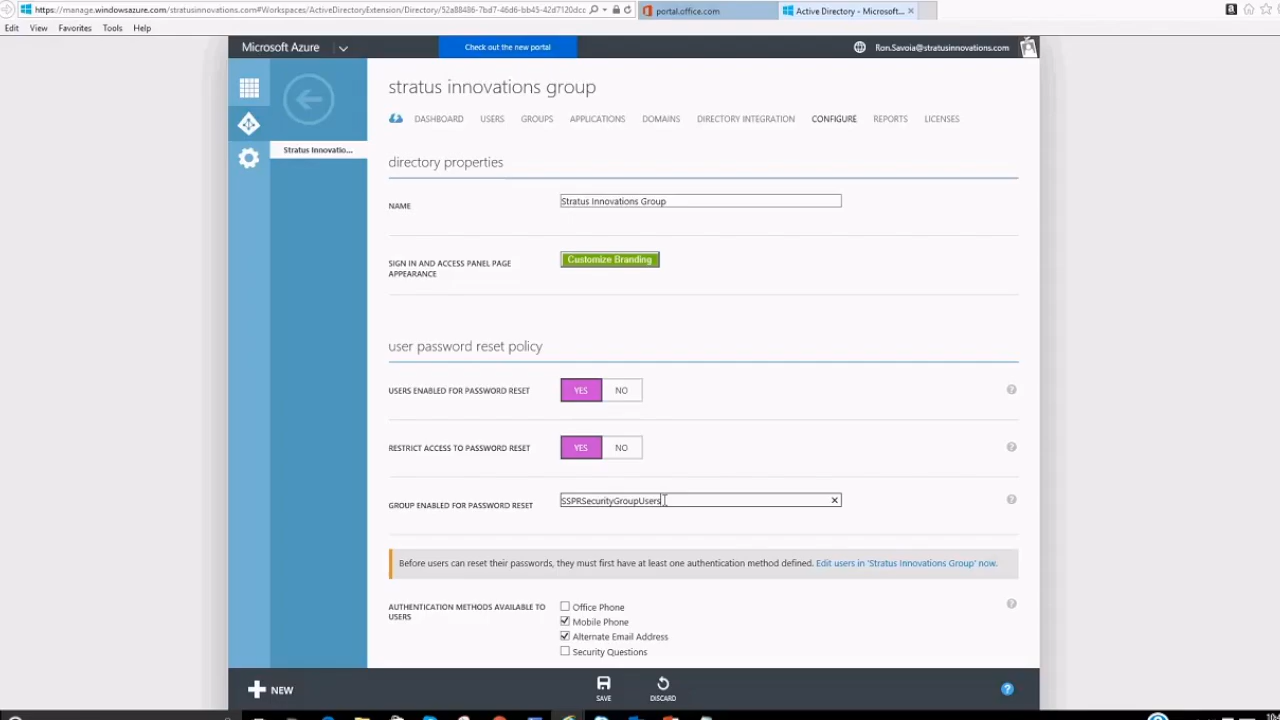 https://manage.windowsazure.com/stratusinnovations.com#Workspaces/ActiveDirectoryExtension/Directory/52a88486-7bd7-46d6-bb45-42d7120dcc
portal.office.com
Active Directory - Microsoft...
Edit View Favorites Tools Help
Microsoft Azure
Check out the new portal
Ron.Savoia@stratusinnovations.com
stratus innovations group
DASHBOARD USERS GROUPS APPLICATIONS DOMAINS DIRECTORY INTEGRATION CONFIGURE REPORTS LICENSES
Stratus Innovatio...
directory properties
NAME
Stratus Innovations Group
SIGN IN AND ACCESS PANEL PAGE
APPEARANCE
Customize Branding
user password reset policy
USERS ENABLED FOR PASSWORD RESET
YES NO
RESTRICT ACCESS TO PASSWORD RESET
YES NO
GROUP ENABLED FOR PASSWORD RESET
SSPRSecurityGroupUsers
Before users can reset their passwords, they must first have at least one authentication method defined. Edit users in 'Stratus Innovations Group' now.
AUTHENTICATION METHODS AVAILABLE TO
USERS
Office Phone
Mobile Phone
Alternate Email Address
Security Questions
NEW
SAVE
DISCARD